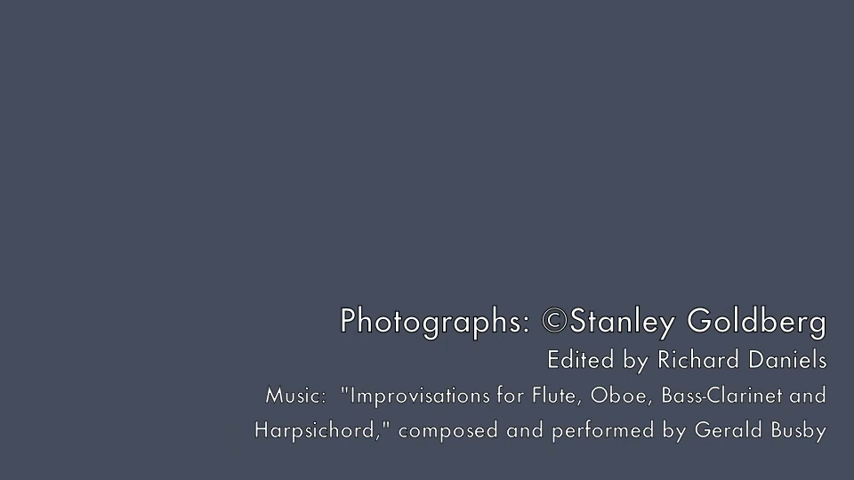 Photographs: ©Stanley Goldberg
Edited by Richard Daniels
Music:  "Improvisations for Flute, Oboe, Bass-Clarinet and
Harpsichord," composed and performed by Gerald Busby